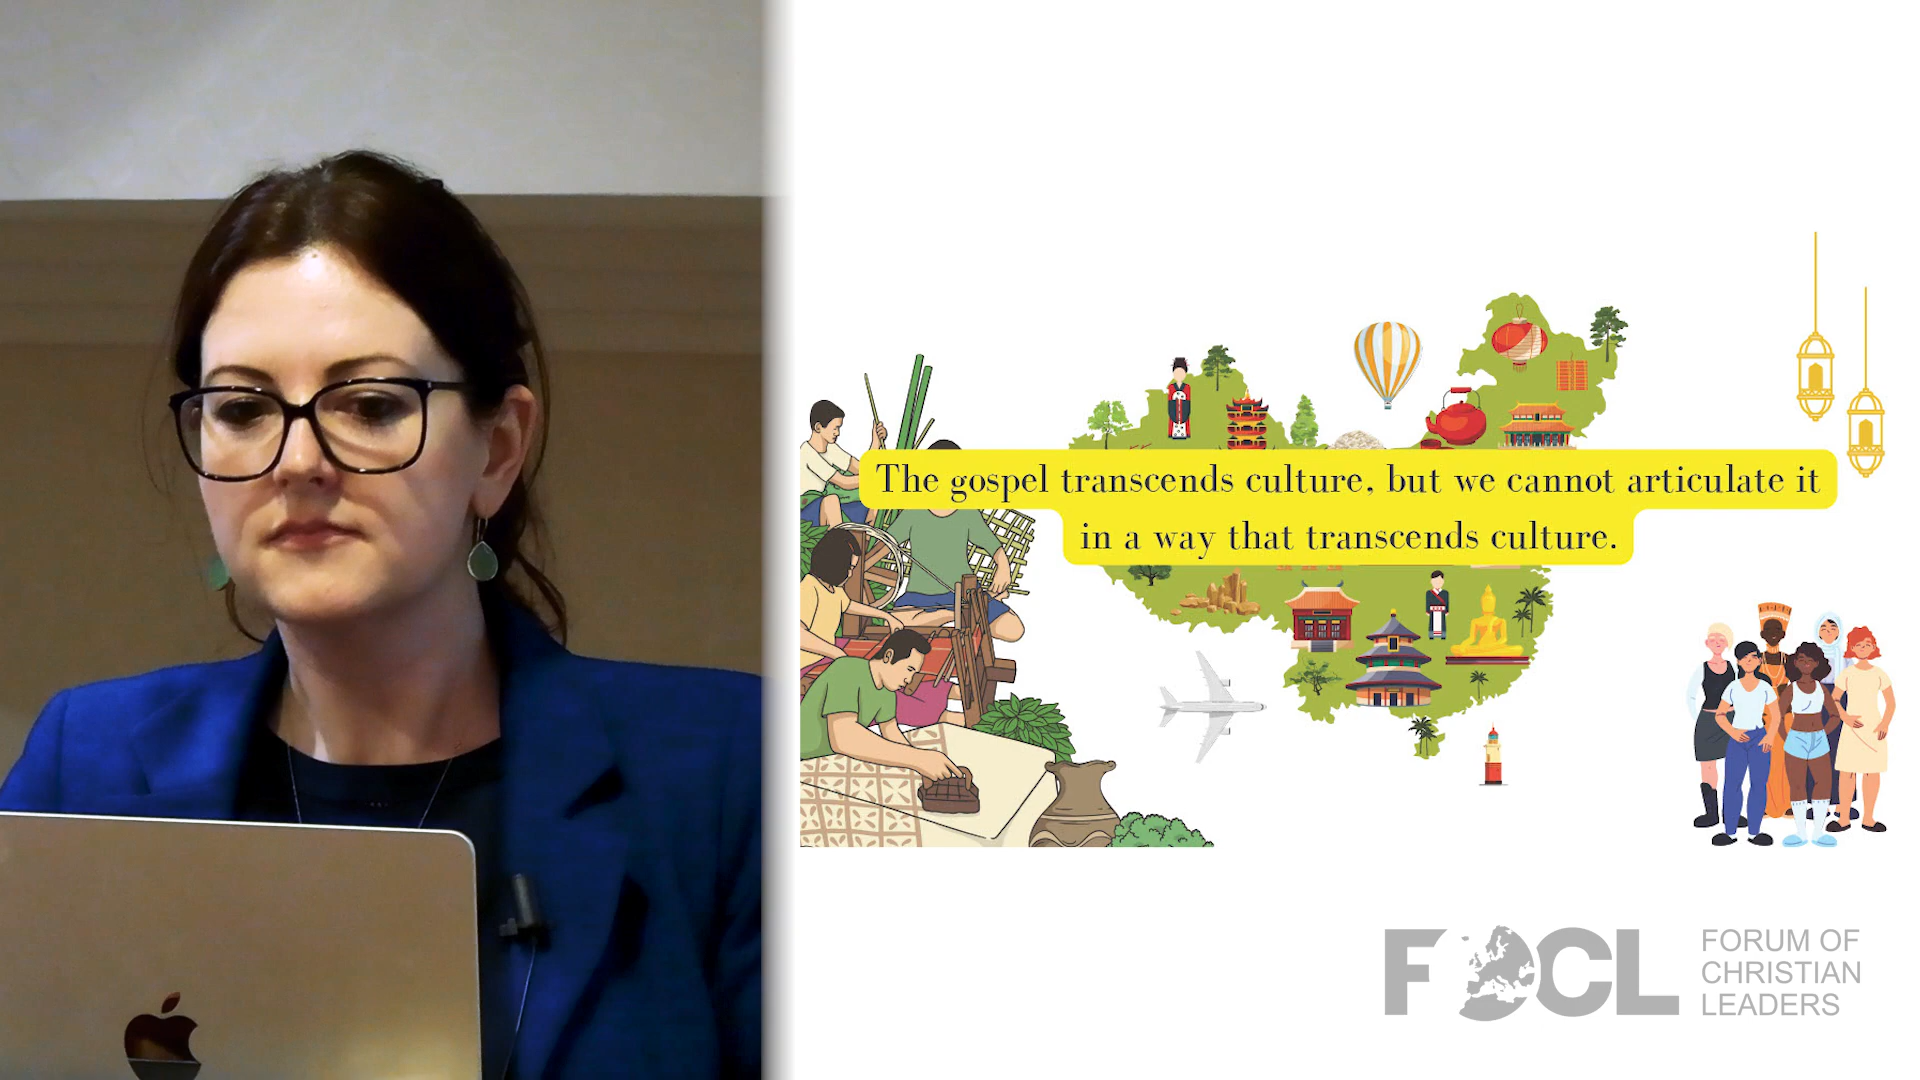 The gospel transcends culture, but we cannot articulate it
in a way that transcends culture.
FOCL
FORUM OF
CHRISTIAN
LEADERS